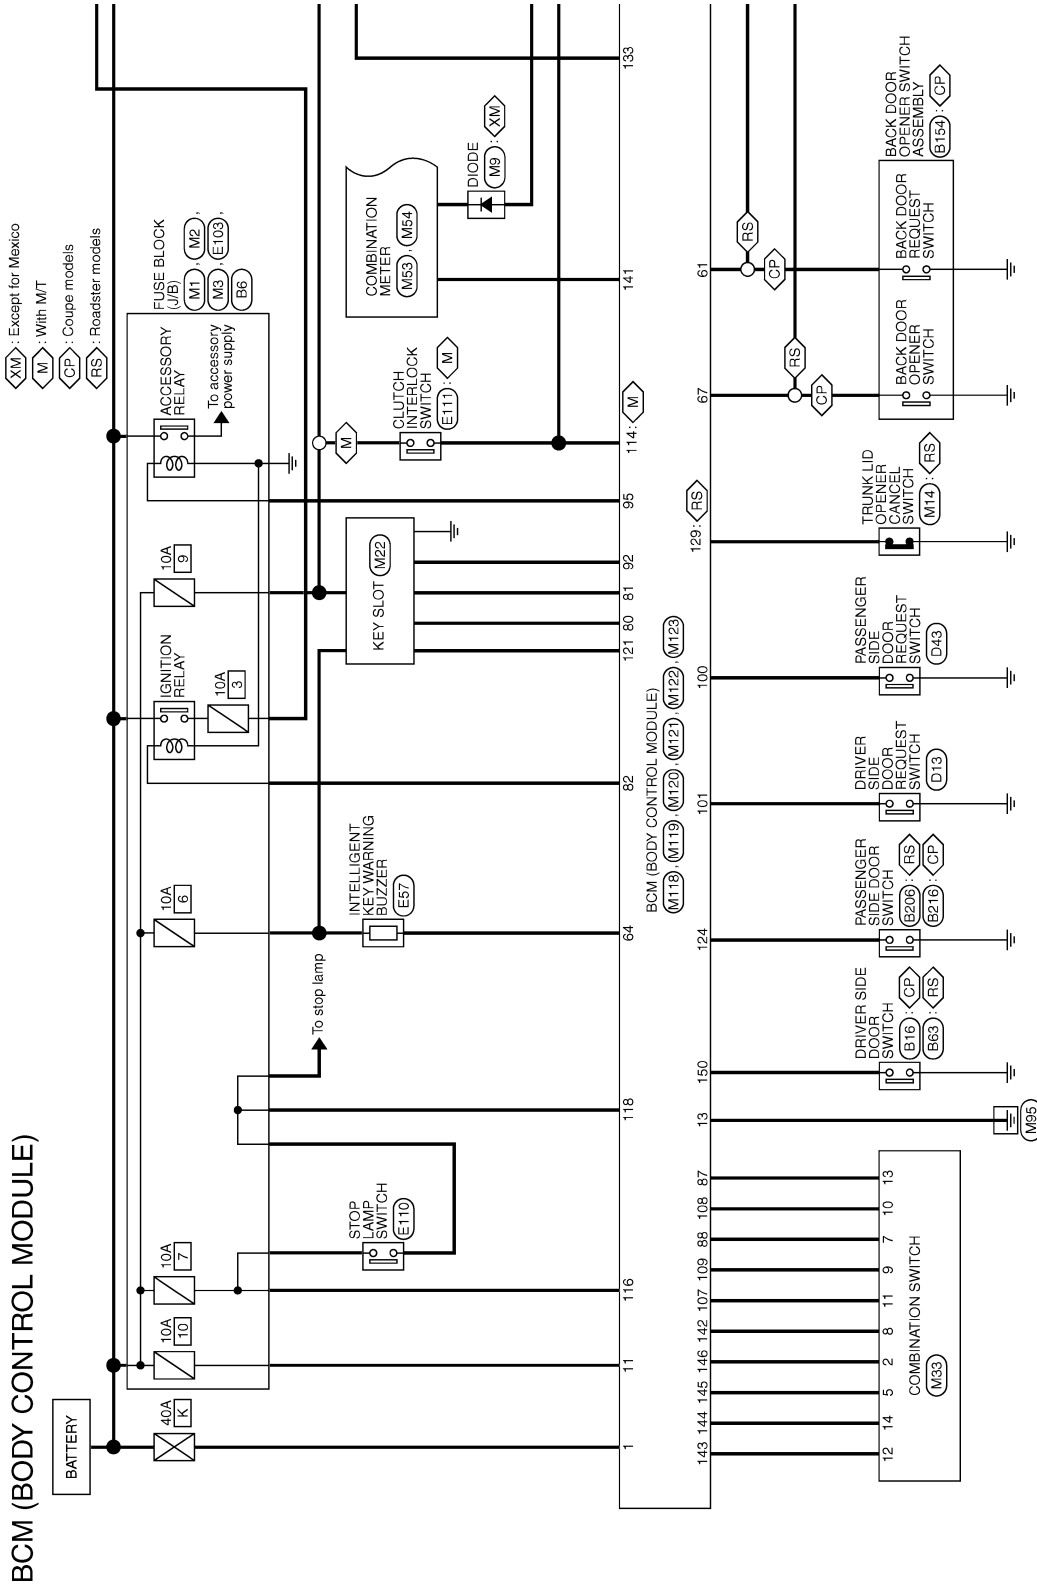 BCM (BODY CONTROL MODULE)
XM : Except for Mexico
M : With M/T
CP : Coupe models
RS : Roadster models
BATTERY
40A
K
10A
10
10A
7
10A
6
IGNITION
RELAY
10A
3
10A
9
ACCESSORY
RELAY
To accessory
power supply
FUSE BLOCK
(J/B)
M1 , M2 ,
M3 , E103 ,
B6
STOP
LAMP
SWITCH
E110
To stop lamp
INTELLIGENT
KEY WARNING
BUZZER
E57
KEY SLOT
M22
M
CLUTCH
INTERLOCK
SWITCH
E111 : M
COMBINATION
METER
M53 , M54
DIODE
M9 : XM
1
11
116
118
64
82
121
80
81
92
95
114: M
141
133
BCM (BODY CONTROL MODULE)
M118 , M119 , M120 , M121 , M122 , M123
143
144
145
146
142
107
109
88
108
87
13
150
124
101
100
129: RS
67
61
RS
CP
RS
CP
12
14
5
2
8
11
9
7
10
13
COMBINATION SWITCH
M33
M95
DRIVER SIDE
DOOR
SWITCH
B16 : CP
B63 : RS
PASSENGER
SIDE DOOR
SWITCH
B206 : RS
B216 : CP
DRIVER
SIDE
DOOR
REQUEST
SWITCH
D13
PASSENGER
SIDE
DOOR
REQUEST
SWITCH
D43
TRUNK LID
OPENER
CANCEL
SWITCH
M14 : RS
BACK DOOR
OPENER
SWITCH
BACK DOOR
REQUEST
SWITCH
BACK DOOR
OPENER SWITCH
ASSEMBLY
B154 : CP